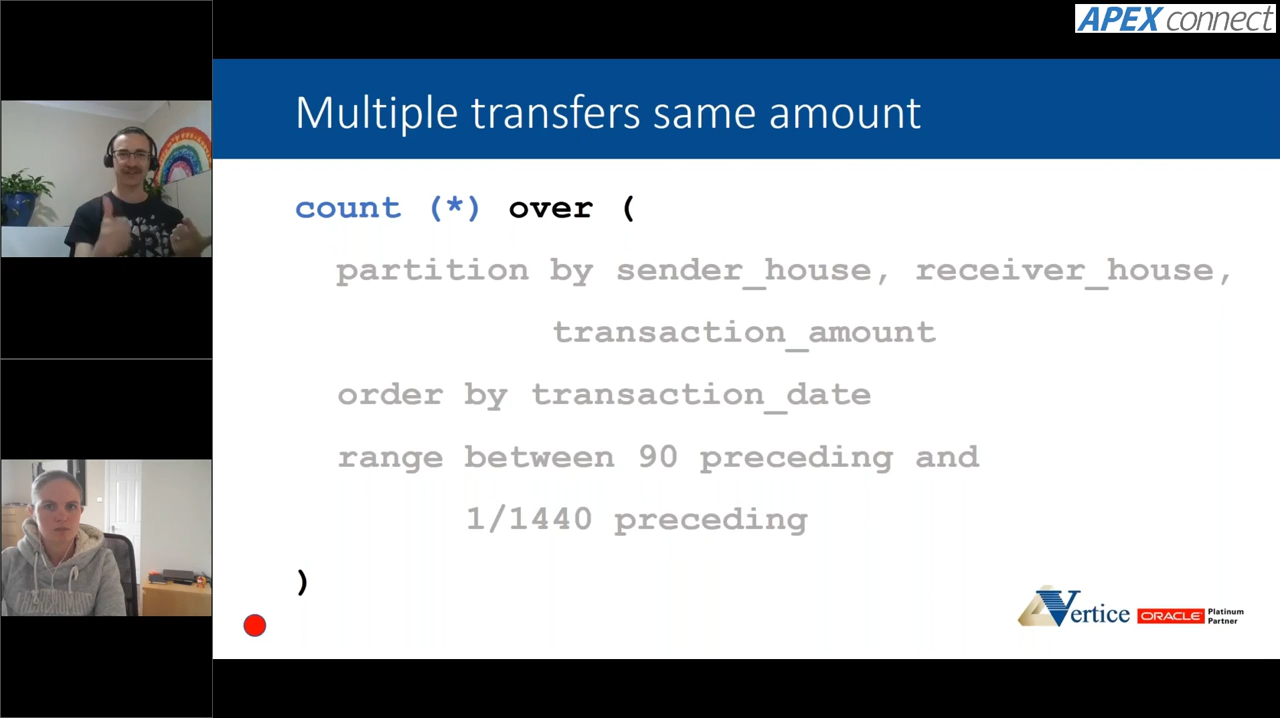 APEX connect
Multiple transfers same amount
count (*) over (
partition by sender_house, receiver_house,
transaction_amount
order by transaction_date
range between 90 preceding and
1/1440 preceding
)
Vertice ORACLE Platinum
Partner